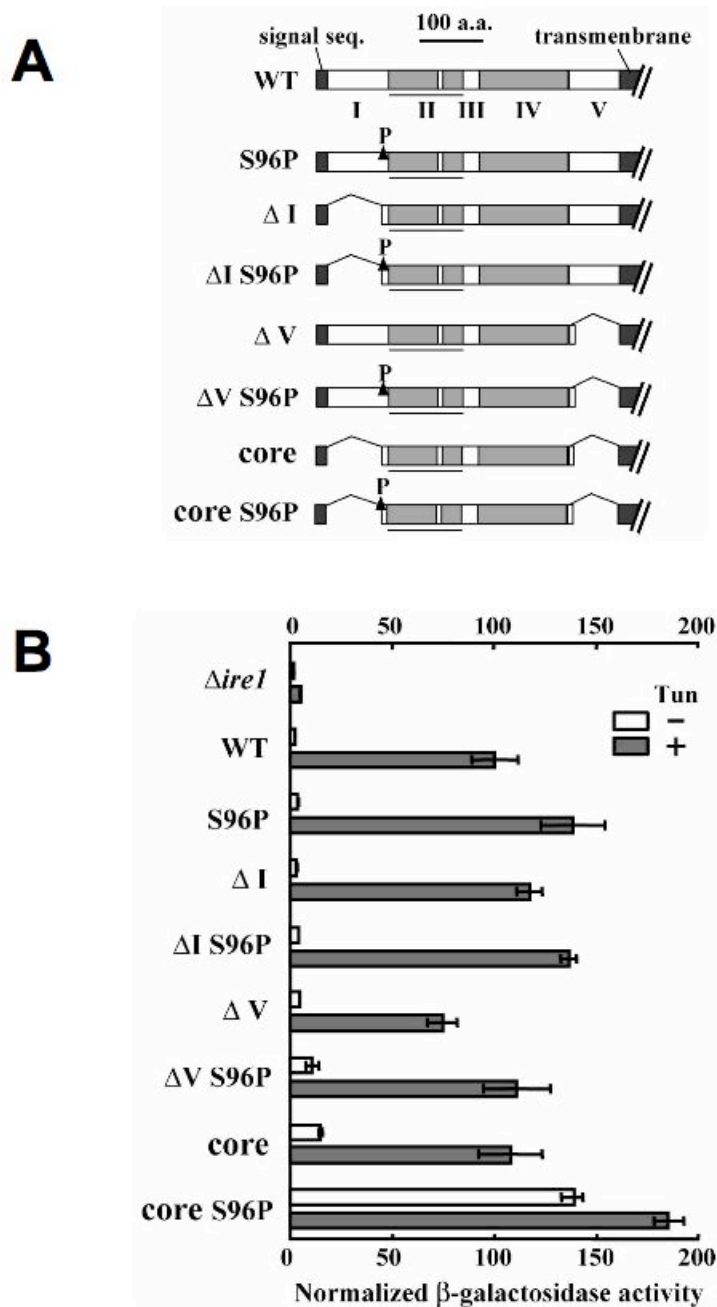 A
100 a.a.
signal seq.
transmenbrane
WT
I II III IV V
P
S96P
Δ I
P
ΔI S96P
Δ V
P
ΔV S96P
core
P
core S96P
B
0 50 100 150 200
Δire1
Tun
−
+
WT
S96P
Δ I
ΔI S96P
Δ V
ΔV S96P
core
core S96P
0 50 100 150 200
Normalized β-galactosidase activity